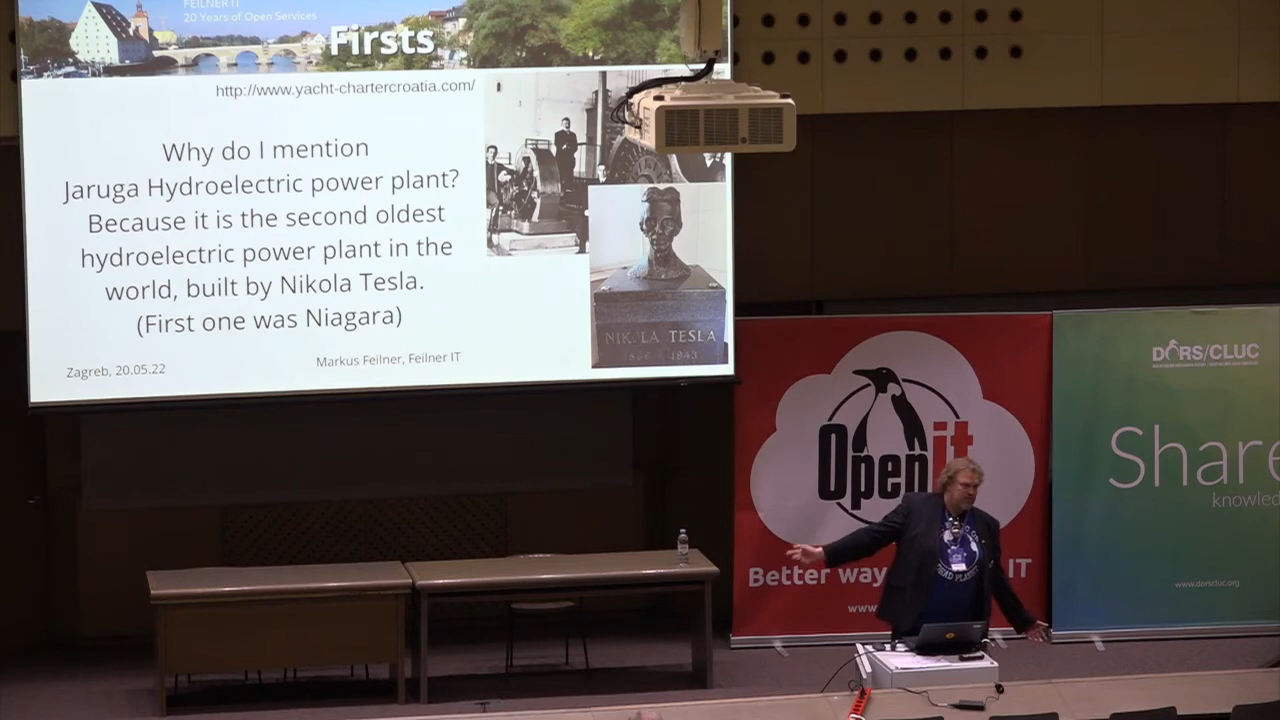 FEILNER IT
20 Years of Open Services
Firsts
http://www.yacht-chartercroatia.com/
Why do I mention
Jaruga Hydroelectric power plant?
Because it is the second oldest
hydroelectric power plant in the
world, built by Nikola Tesla.
(First one was Niagara)
NIKOLA TESLA
1856 1943
Zagreb, 20.05.22
Markus Feilner, Feilner IT
Openit
Better way
IT
www
DORS/CLUC
Share
knowled
www.dorscluc.org